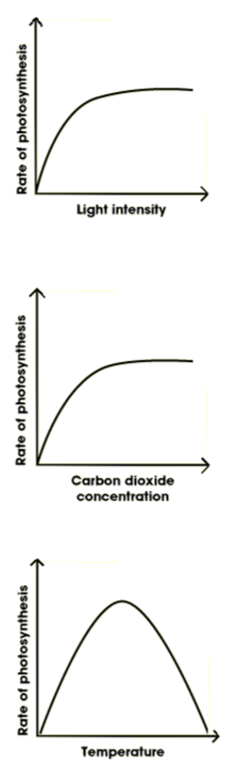 Rate of photosynthesis
Light intensity
Rate of photosynthesis
Carbon dioxide
concentration
Rate of photosynthesis
Temperature